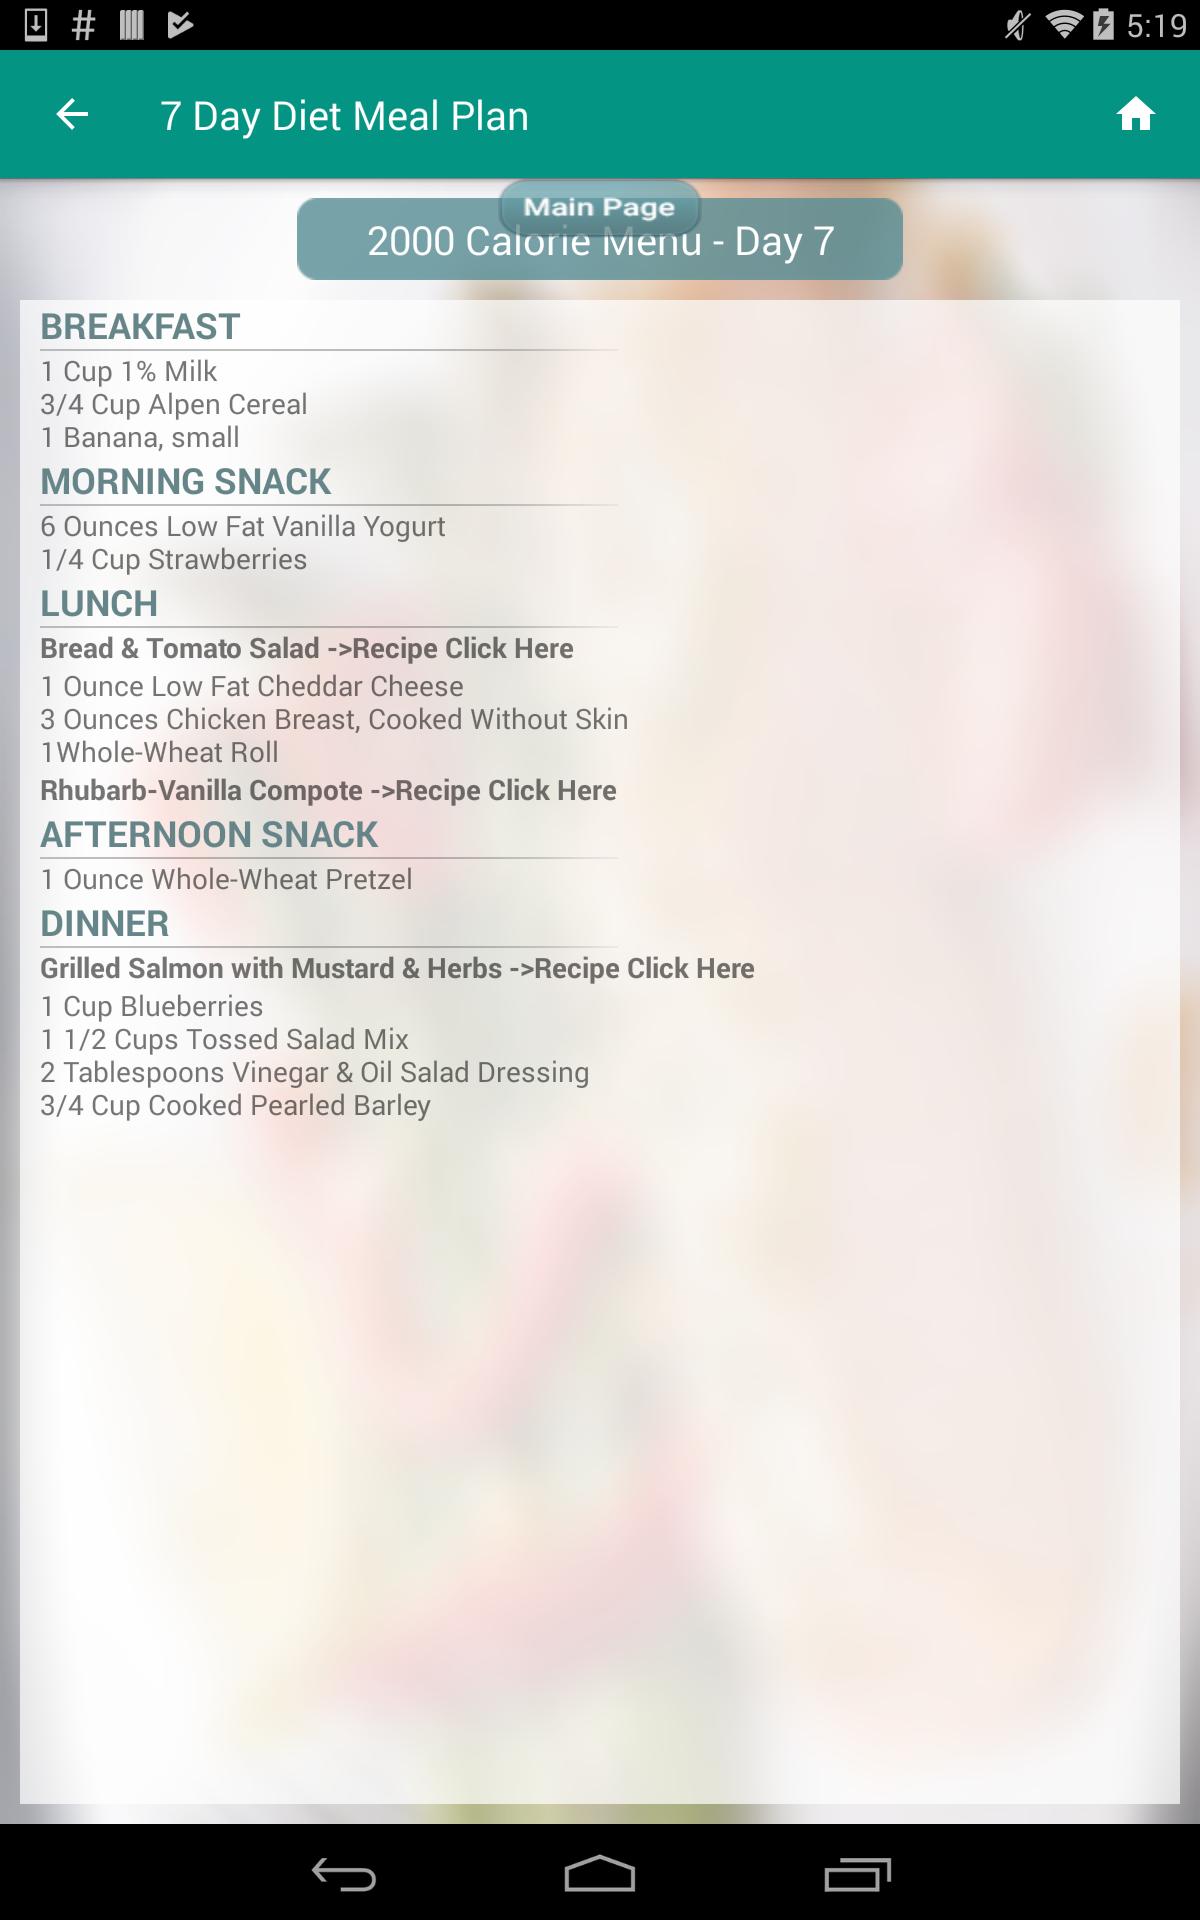 5:19
7 Day Diet Meal Plan
Main Page
2000 Calorie Menu - Day 7
BREAKFAST
1 Cup 1% Milk
3/4 Cup Alpen Cereal
1 Banana, small
MORNING SNACK
6 Ounces Low Fat Vanilla Yogurt
1/4 Cup Strawberries
LUNCH
Bread & Tomato Salad ->Recipe Click Here
1 Ounce Low Fat Cheddar Cheese
3 Ounces Chicken Breast, Cooked Without Skin
1Whole-Wheat Roll
Rhubarb-Vanilla Compote ->Recipe Click Here
AFTERNOON SNACK
1 Ounce Whole-Wheat Pretzel
DINNER
Grilled Salmon with Mustard & Herbs ->Recipe Click Here
1 Cup Blueberries
1 1/2 Cups Tossed Salad Mix
2 Tablespoons Vinegar & Oil Salad Dressing
3/4 Cup Cooked Pearled Barley